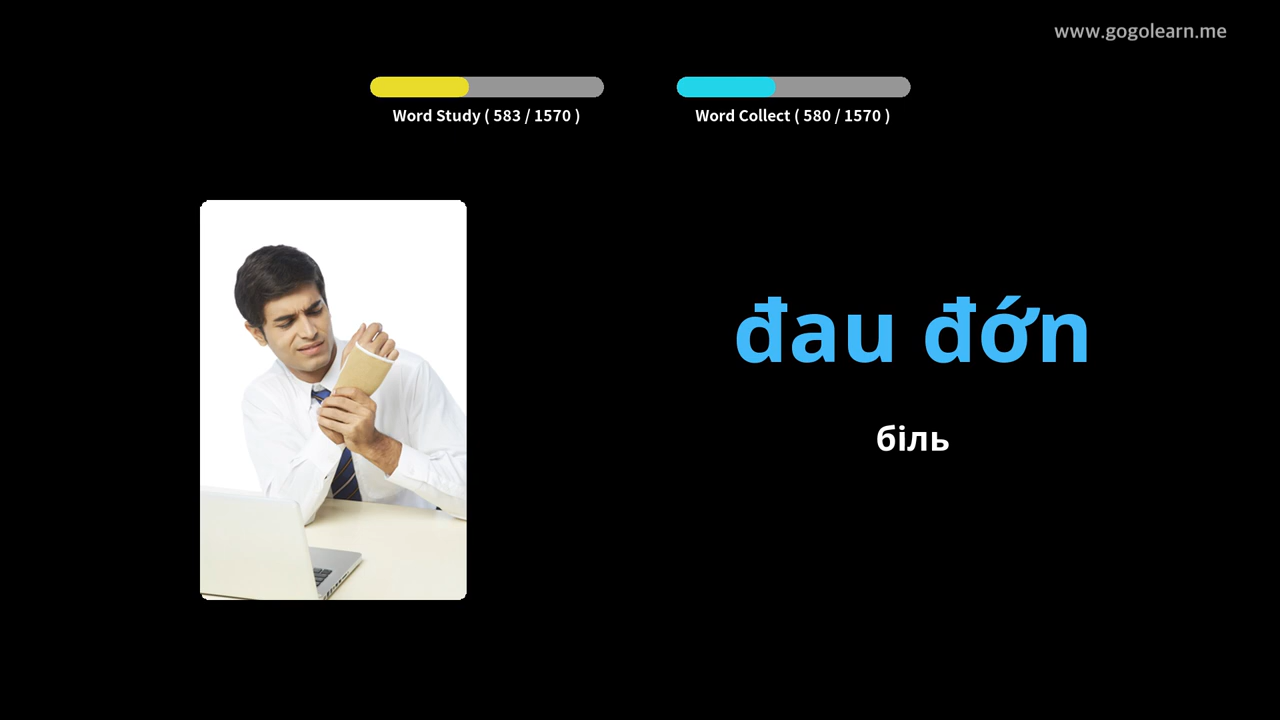 www.gogolearn.me
Word Study ( 583 / 1570 )
Word Collect ( 580 / 1570 )
đau đớn
біль